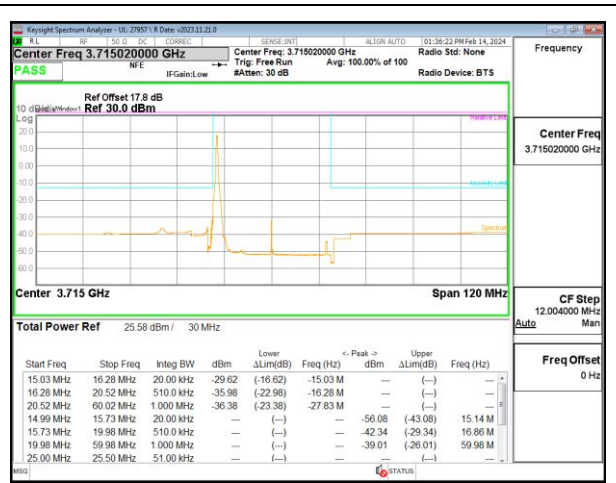 Keysight Spectrum Analyzer - UL: 27957 \ R Date: v2023.11.21.0
RL RF 50 Ω DC CORREC SENSE:INT ALIGN AUTO 01:36:22 PM Feb 14, 2024
Center Freq 3.715020000 GHz
Center Freq: 3.715020000 GHz
Radio Std: None
Frequency
PASS
NFE
IFGain:Low
Trig: Free Run
Avg: 100.00% of 100
#Atten: 30 dB
Radio Device: BTS
Ref Offset 17.8 dB
10 dB/div
Ref 30.0 dBm
Log
Relative Limit
20.0
10.0
0.00
-10.0
Absolute Limit
-20.0
-30.0
Spectrum
-40.0
-50.0
-60.0
Center 3.715 GHz
Span 120 MHz
Center Freq
3.715020000 GHz
CF Step
12.004000 MHz
Auto Man
Freq Offset
0 Hz
Total Power Ref 25.58 dBm / 30 MHz
Lower <- Peak -> Upper
Start Freq Stop Freq Integ BW dBm ΔLim(dB) Freq (Hz) dBm ΔLim(dB) Freq (Hz)
15.03 MHz 16.28 MHz 20.00 kHz -29.62 (-16.62) -15.03 M --- (---) ---
16.28 MHz 20.52 MHz 510.0 kHz -35.98 (-22.98) -16.28 M --- (---) ---
20.52 MHz 60.02 MHz 1.000 MHz -36.38 (-23.38) -27.83 M --- (---) ---
14.99 MHz 15.73 MHz 20.00 kHz --- (---) --- -56.08 (-43.08) 15.14 M
15.73 MHz 19.98 MHz 510.0 kHz --- (---) --- -42.34 (-29.34) 16.86 M
19.98 MHz 59.98 MHz 1.000 MHz --- (---) --- -39.01 (-26.01) 59.98 M
25.00 MHz 25.50 MHz 51.00 kHz --- (---) --- --- (---) ---
MSG
STATUS